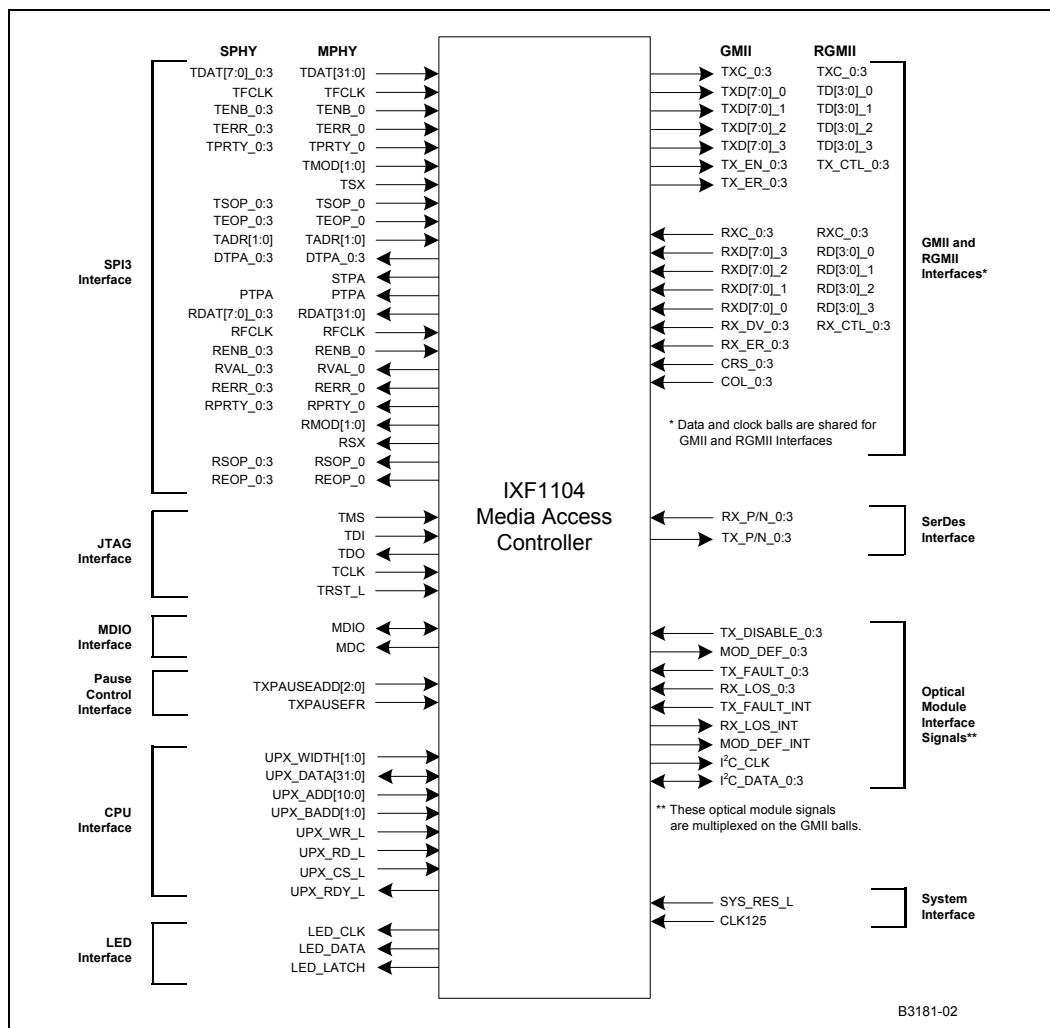 SPHY MPHY
TDAT[7:0]_0:3 TDAT[31:0]
TFCLK TFCLK
TENB_0:3 TENB_0
TERR_0:3 TERR_0
TPRTY_0:3 TPRTY_0
TMOD[1:0]
TSX
TSOP_0:3 TSOP_0
TEOP_0:3 TEOP_0
TADR[1:0] TADR[1:0]
DTPA_0:3 DTPA_0:3
STPA
PTPA PTPA
RDAT[7:0]_0:3 RDAT[31:0]
RFCLK RFCLK
RENB_0:3 RENB_0
RVAL_0:3 RVAL_0
RERR_0:3 RERR_0
RPRTY_0:3 RPRTY_0
RMOD[1:0]
RSX
RSOP_0:3 RSOP_0
REOP_0:3 REOP_0
SPI3
Interface
TMS
TDI
TDO
TCLK
TRST_L
JTAG
Interface
MDIO
MDC
MDIO
Interface
TXPAUSEADD[2:0]
TXPAUSEFR
Pause
Control
Interface
UPX_WIDTH[1:0]
UPX_DATA[31:0]
UPX_ADD[10:0]
UPX_BADD[1:0]
UPX_WR_L
UPX_RD_L
UPX_CS_L
UPX_RDY_L
CPU
Interface
LED_CLK
LED_DATA
LED_LATCH
LED
Interface
IXF1104
Media Access
Controller
GMII RGMII
TXC_0:3 TXC_0:3
TXD[7:0]_0 TD[3:0]_0
TXD[7:0]_1 TD[3:0]_1
TXD[7:0]_2 TD[3:0]_2
TXD[7:0]_3 TD[3:0]_3
TX_EN_0:3 TX_CTL_0:3
TX_ER_0:3
RXC_0:3 RXC_0:3
RXD[7:0]_3 RD[3:0]_0
RXD[7:0]_2 RD[3:0]_1
RXD[7:0]_1 RD[3:0]_2
RXD[7:0]_0 RD[3:0]_3
RX_DV_0:3 RX_CTL_0:3
RX_ER_0:3
CRS_0:3
COL_0:3
GMII and
RGMII
Interfaces*
* Data and clock balls are shared for
GMII and RGMII Interfaces
RX_P/N_0:3
TX_P/N_0:3
SerDes
Interface
TX_DISABLE_0:3
MOD_DEF_0:3
TX_FAULT_0:3
RX_LOS_0:3
TX_FAULT_INT
RX_LOS_INT
MOD_DEF_INT
I²C_CLK
I²C_DATA_0:3
Optical
Module
Interface
Signals**
** These optical module signals
are multiplexed on the GMII balls.
SYS_RES_L
CLK125
System
Interface
B3181-02